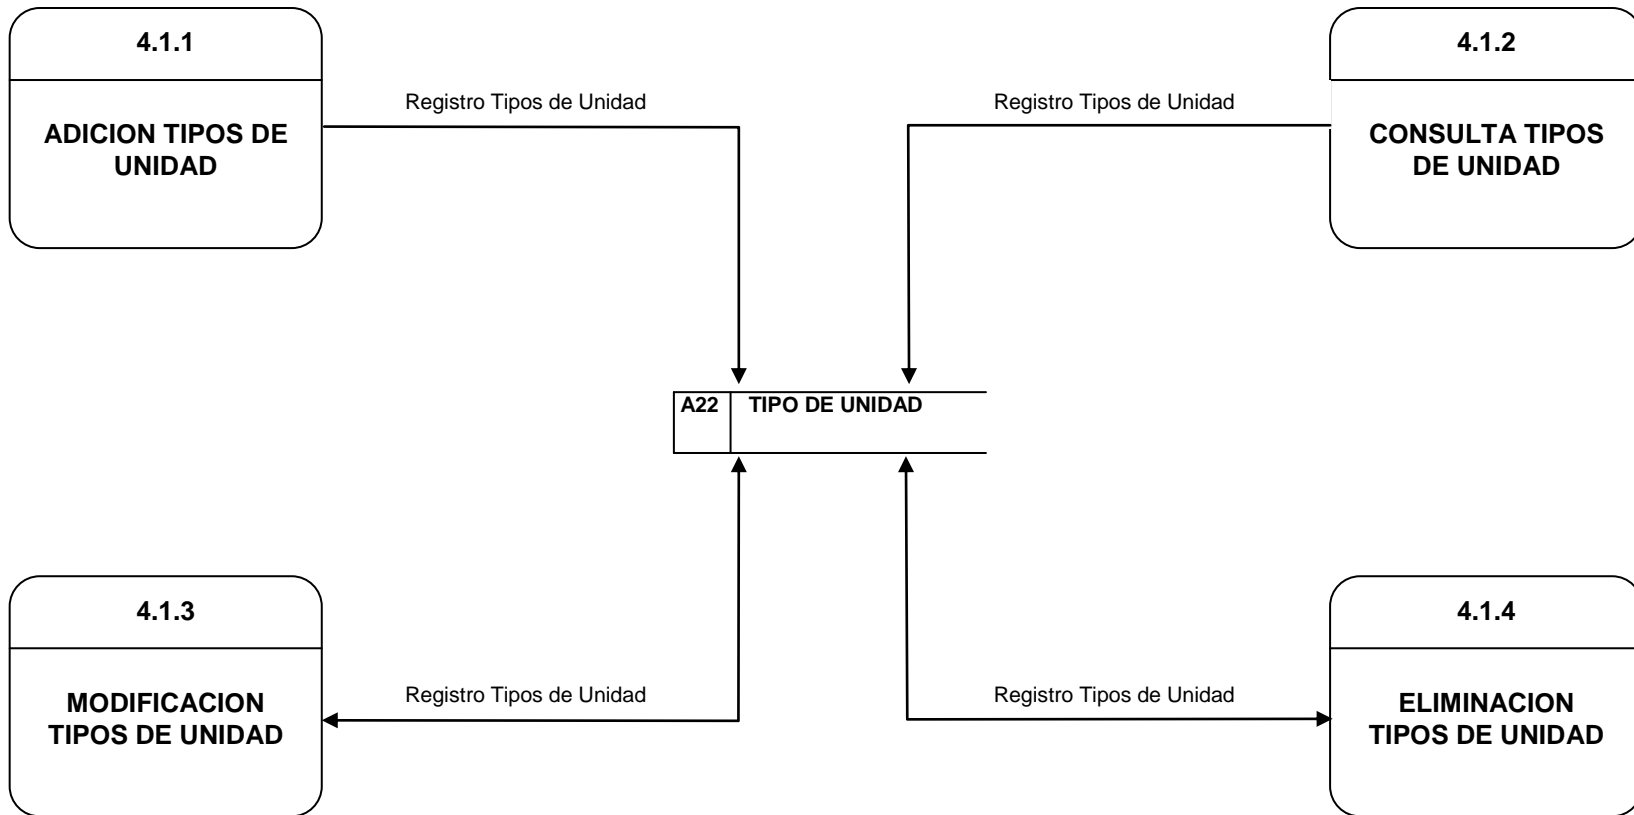 4.1.1
ADICION TIPOS DE
UNIDAD
Registro Tipos de Unidad
Registro Tipos de Unidad
4.1.2
CONSULTA TIPOS
DE UNIDAD
A22
TIPO DE UNIDAD
4.1.3
MODIFICACION
TIPOS DE UNIDAD
Registro Tipos de Unidad
Registro Tipos de Unidad
4.1.4
ELIMINACION
TIPOS DE UNIDAD